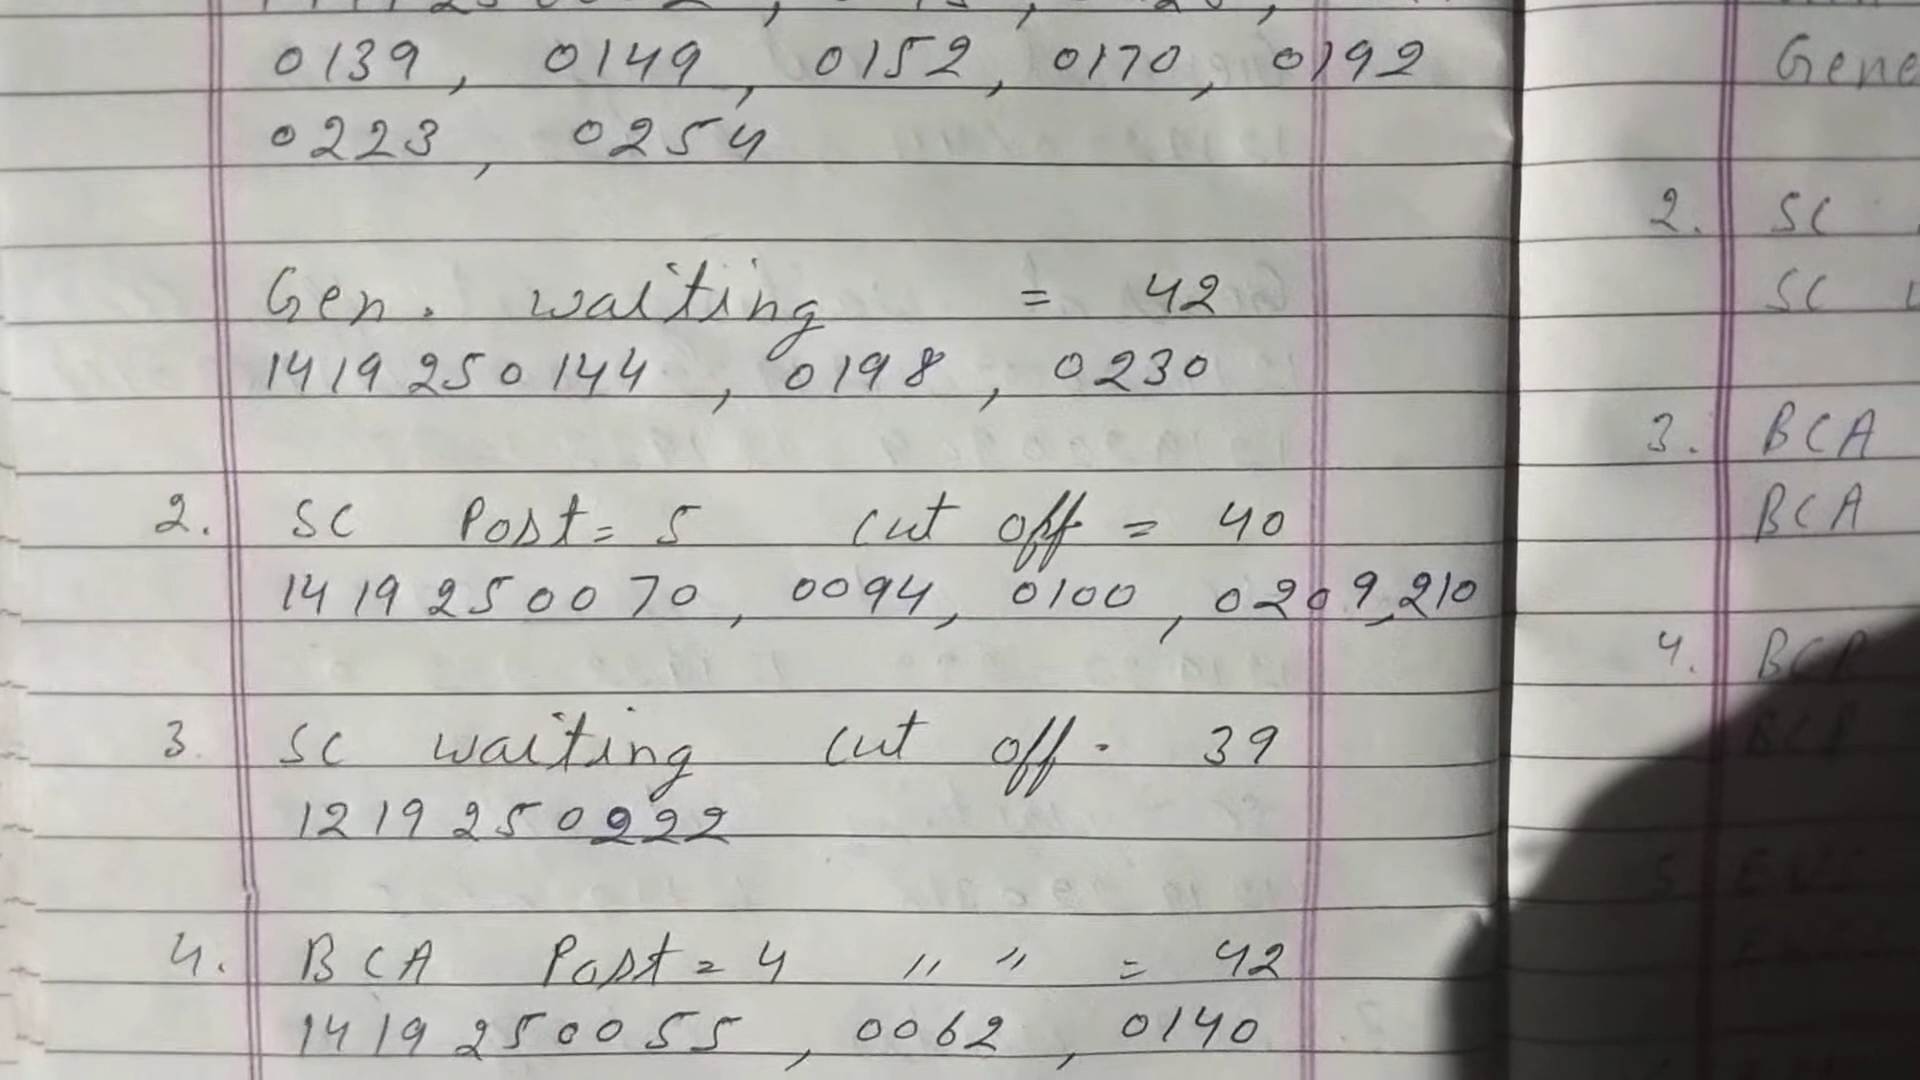 0139, 0149, 0152, 0170, 0192
0223, 0254
Gen. waiting = 42
1419250144, 0198, 0230
2. SC Post= 5 cut off = 40
1419250070, 0094, 0100, 0209, 210
3. SC waiting cut off. 39
1219250222
4. BCA Post= 4 〃 〃 = 42
1419250055, 0062, 0140
Gene
2. SC
SC
3. BCA
BCA
4.